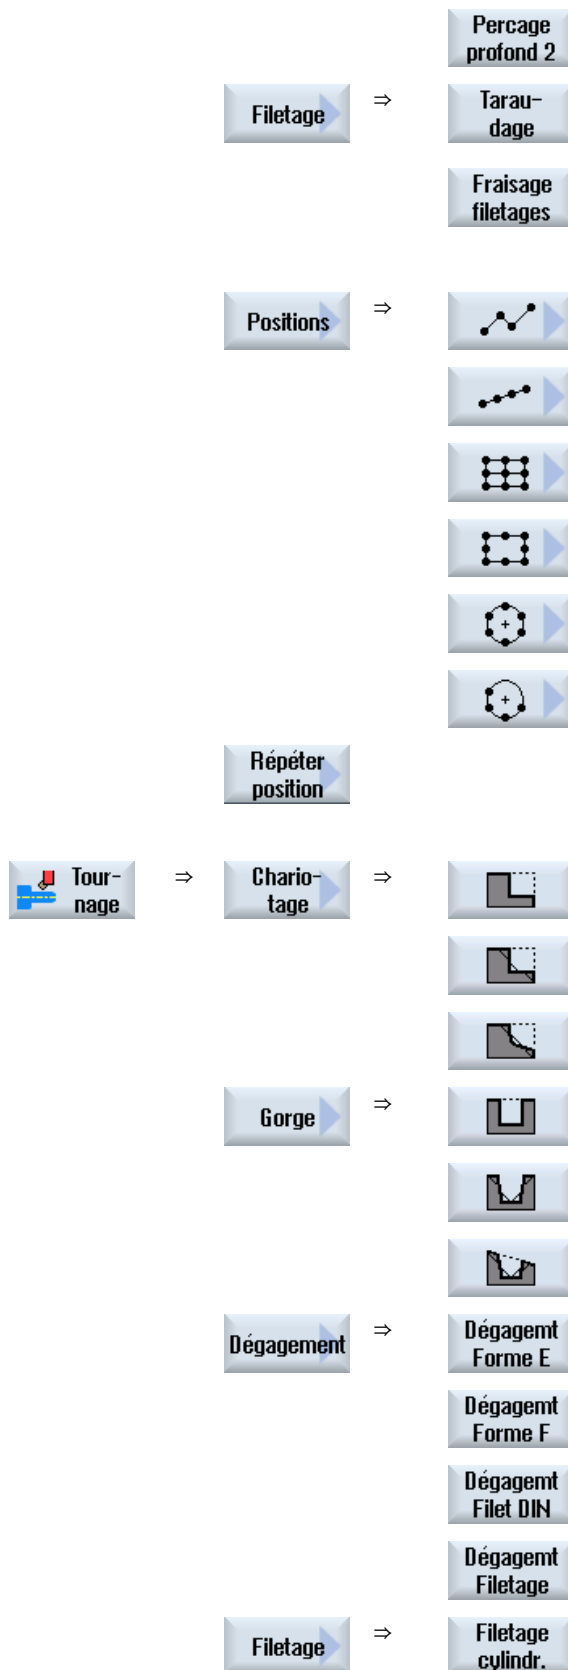 Percage
profond 2
Filetage ⇒ Tarau-
dage
Fraisage
filetages
Positions ⇒
Répéter
position
Tour-
nage
⇒ Chario-
tage
⇒
Gorge ⇒
Dégagement ⇒ Dégagemt
Forme E
Dégagemt
Forme F
Dégagemt
Filet DIN
Dégagemt
Filetage
Filetage ⇒ Filetage
cylindr.